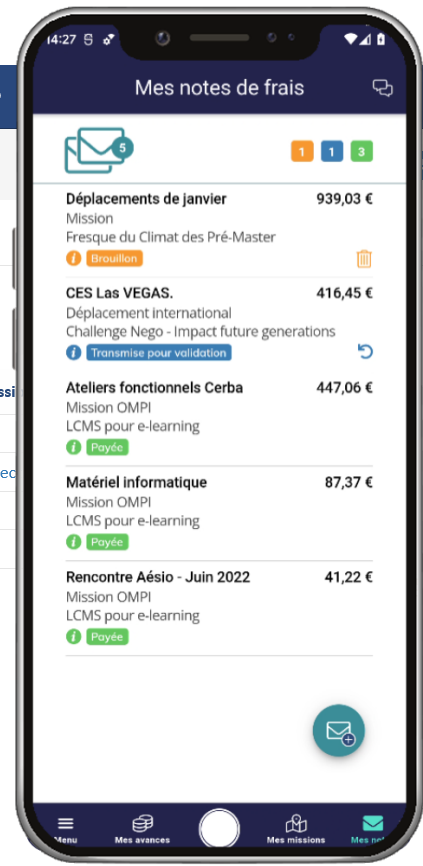 14:27
Mes notes de frais
5
1 1 3
Déplacements de janvier 939,03 €
Mission
Fresque du Climat des Pré-Master
i Brouillon
CES Las VEGAS. 416,45 €
Déplacement international
Challenge Nego - Impact future generations
i Transmise pour validation
Ateliers fonctionnels Cerba 447,06 €
Mission OMPI
LCMS pour e-learning
i Payée
Matériel informatique 87,37 €
Mission OMPI
LCMS pour e-learning
i Payée
Rencontre Aésio - Juin 2022 41,22 €
Mission OMPI
LCMS pour e-learning
i Payée
Menu Mes avances Mes missions Mes not